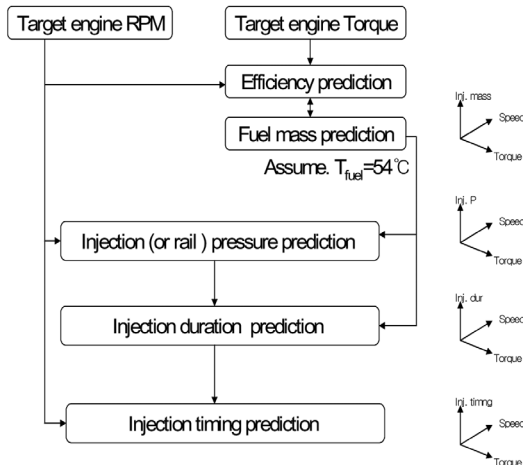 Target engine RPM
Target engine Torque
Efficiency prediction
Fuel mass prediction
Assume. Tfuel=54℃
Injection (or rail ) pressure prediction
Injection duration prediction
Injection timing prediction
Inj. mass
Speed
Torque
Inj. P
Speed
Torque
Inj. dur
Speed
Torque
Inj. timng
Speed
Torque